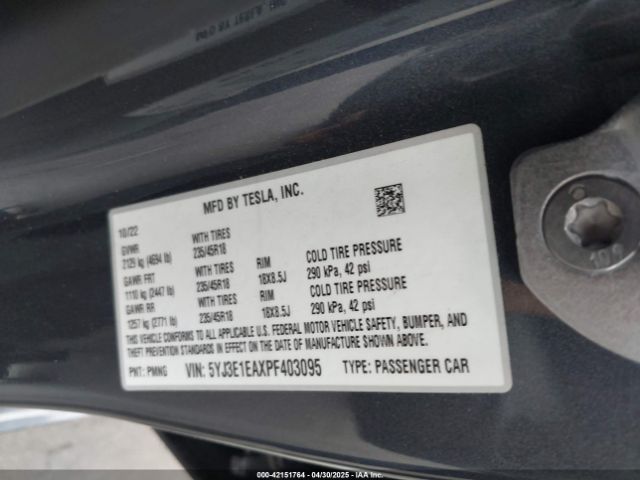 MFD BY TESLA, INC.
10/22
GVWR WITH TIRES
2129 kg (4694 lb) 235/45R18 RIM COLD TIRE PRESSURE
GAWR FRT WITH TIRES 18X8.5J 290 kPa, 42 psi
1110 kg (2447 lb) 235/45R18 RIM COLD TIRE PRESSURE
GAWR RR WITH TIRES 18X8.5J 290 kPa, 42 psi
1257 kg (2771 lb) 235/45R18
THIS VEHICLE CONFORMS TO ALL APPLICABLE U.S. FEDERAL MOTOR VEHICLE SAFETY, BUMPER, AND
THEFT PREVENTION STANDARDS IN EFFECT ON THE DATE OF MANUFACTURE SHOWN ABOVE.
PNT: PMNG VIN: 5YJ3E1EAXPF403095 TYPE: PASSENGER CAR
000-42151764 - 04/30/2025 - IAAI.COM